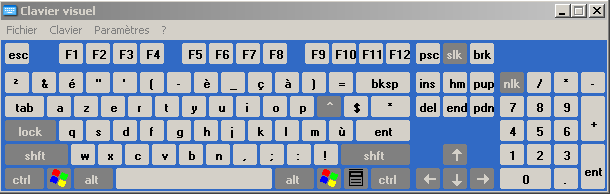 Clavier visuel
Fichier Clavier Paramètres ?
esc F1 F2 F3 F4 F5 F6 F7 F8 F9 F10 F11 F12 psc slk brk
² & é " ' ( - è _ ç à ) = bksp ins hm pup nlk / * -
tab a z e r t y u i o p ^ $ * del end pdn 7 8 9 +
lock q s d f g h j k l m ù ent 4 5 6
shft w x c v b n , ; : ! shft ↑ 1 2 3 ent
ctrl alt alt ctrl ← ↓ → 0 .